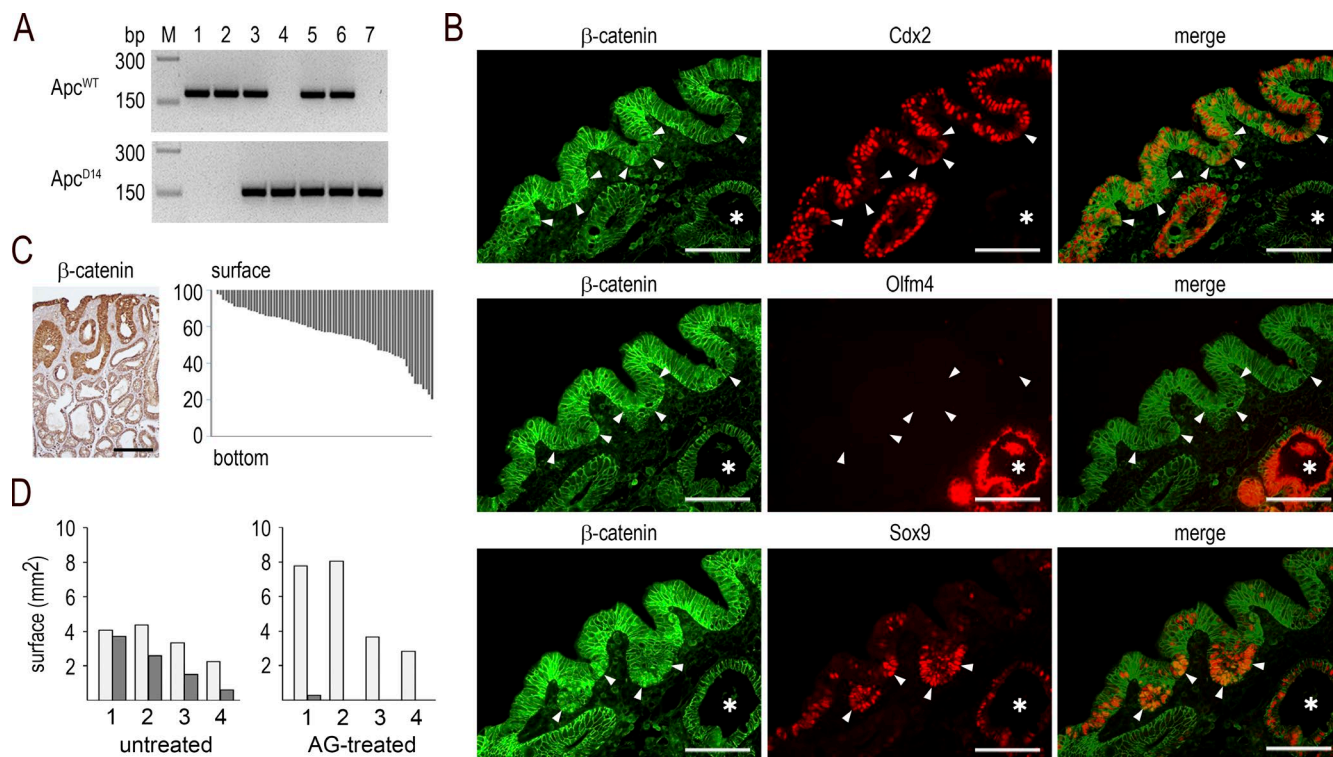 A
bp M 1 2 3 4 5 6 7
300
Apc^WT
150
300
Apc^D14
150
B
β-catenin Cdx2 merge
*
*
*
β-catenin Olfm4 merge
*
*
*
β-catenin Sox9 merge
*
*
*
C
β-catenin
surface
100
80
60
40
20
0
bottom
D
surface (mm²)
10
8
6
4
2
1 2 3 4
untreated
10
8
6
4
2
1 2 3 4
AG-treated